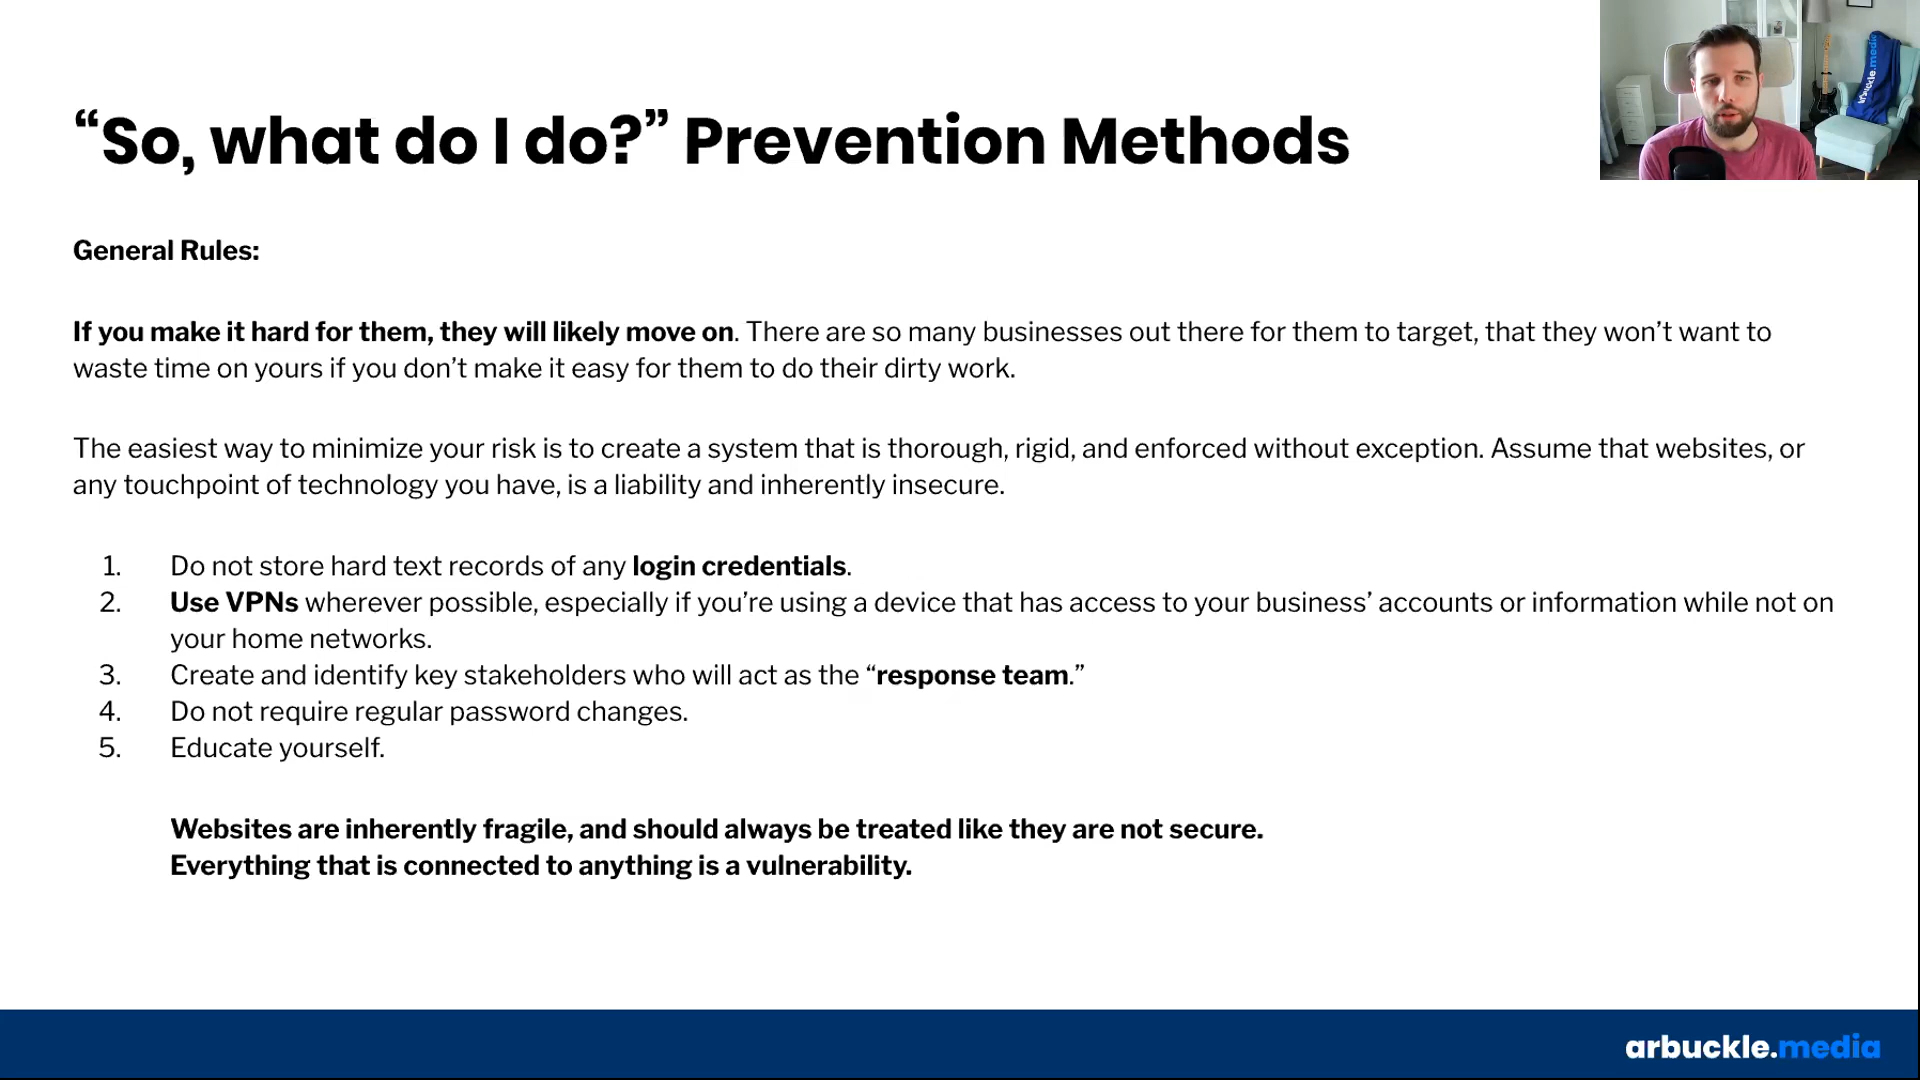 “So, what do I do?” Prevention Methods
General Rules:
If you make it hard for them, they will likely move on. There are so many businesses out there for them to target, that they won’t want to
waste time on yours if you don’t make it easy for them to do their dirty work.
The easiest way to minimize your risk is to create a system that is thorough, rigid, and enforced without exception. Assume that websites, or
any touchpoint of technology you have, is a liability and inherently insecure.
1. Do not store hard text records of any login credentials.
2. Use VPNs wherever possible, especially if you’re using a device that has access to your business’ accounts or information while not on
your home networks.
3. Create and identify key stakeholders who will act as the “response team.”
4. Do not require regular password changes.
5. Educate yourself.
Websites are inherently fragile, and should always be treated like they are not secure.
Everything that is connected to anything is a vulnerability.
arbuckle.media
arbuckle.media